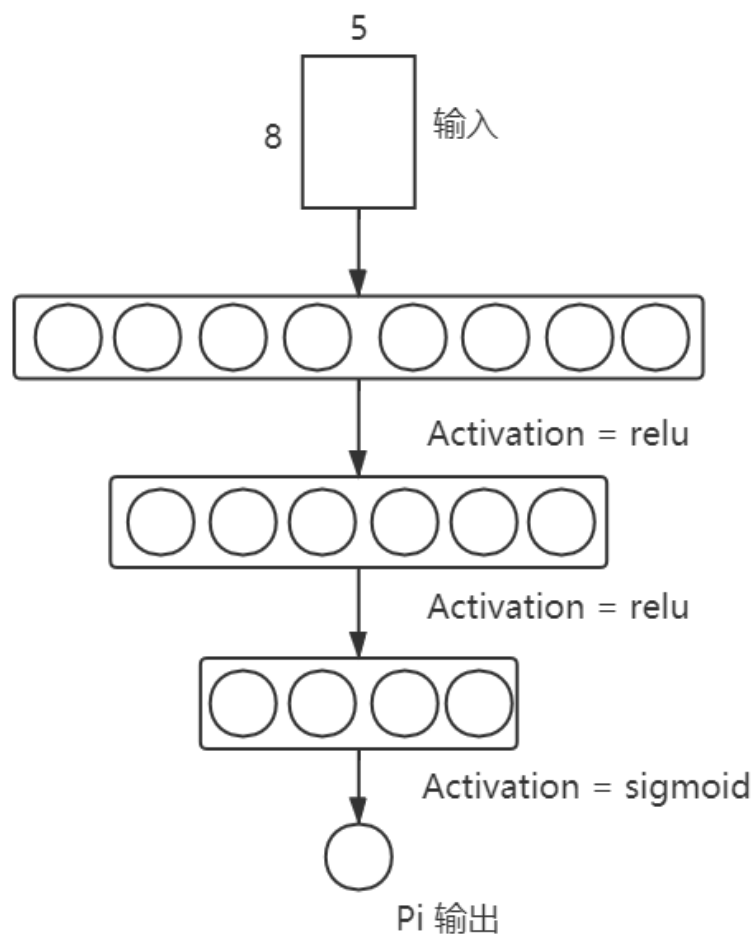 5
8
输入
Activation = relu
Activation = relu
Activation = sigmoid
Pi 输出